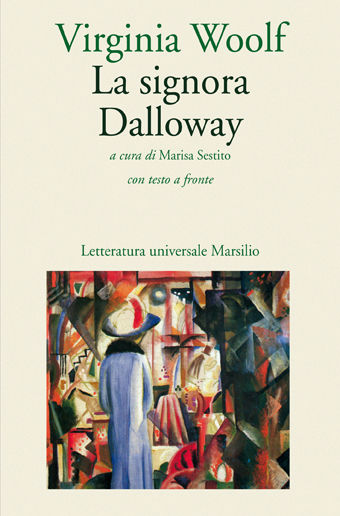 Virginia Woolf
La signora
Dalloway
a cura di Marisa Sestito
con testo a fronte
Letteratura universale Marsilio